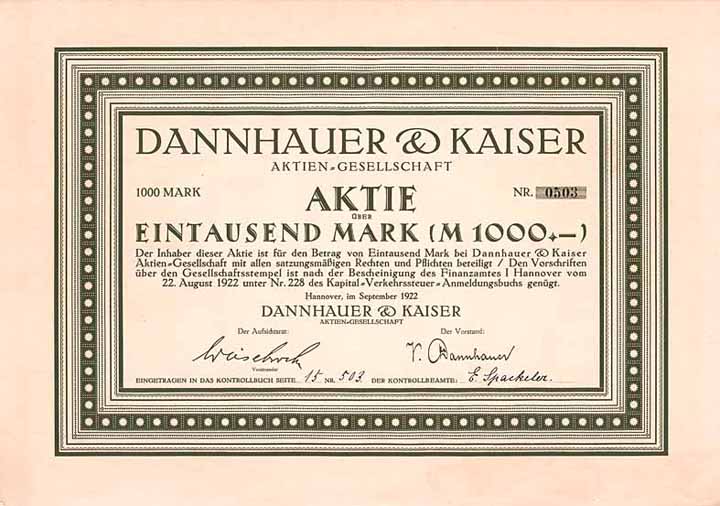 DANNHAUER & KAISER
AKTIEN-GESELLSCHAFT
1000 MARK AKTIE NR. 0503
ÜBER
EINTAUSEND MARK (M 1000.—)
Der Inhaber dieser Aktie ist für den Betrag von Eintausend Mark bei Dannhauer & Kaiser
Aktien-Gesellschaft mit allen satzungsmäßigen Rechten und Pflichten beteiligt / Den Vorschriften
über den Gesellschaftsstempel ist nach der Bescheinigung des Finanzamtes I Hannover vom
22. August 1922 unter Nr. 228 des Kapital-Verkehrssteuer-Anmeldungsbuchs genügt.
Hannover, im September 1922
DANNHAUER & KAISER
AKTIEN-GESELLSCHAFT
Der Aufsichtsrat: Der Vorstand:
V. Dannhauer
Vorsitzender
EINGETRAGEN IN DAS KONTROLLBUCH SEITE 15 NR. 503. DER KONTROLLBEAMTE: E. Spackeler.